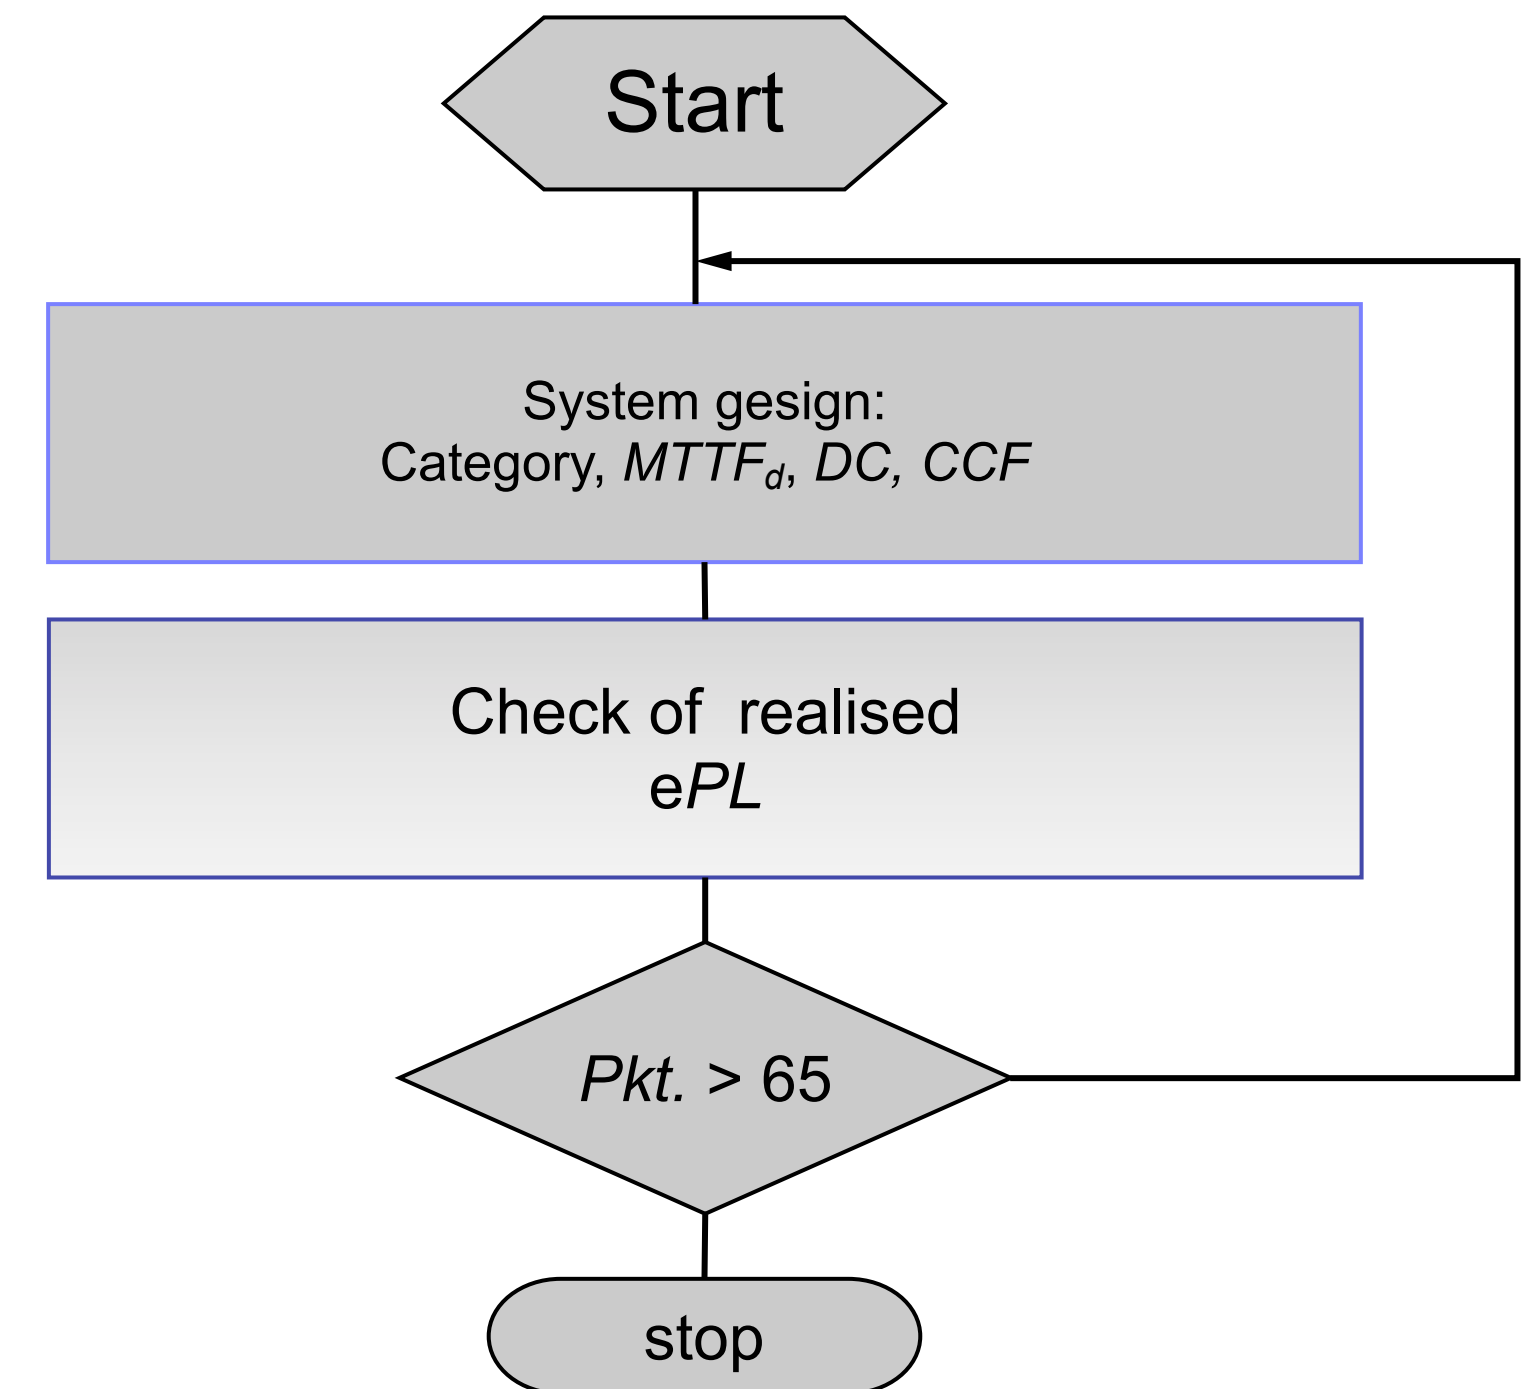 Start
System gesign:
Category, MTTFd, DC, CCF
Check of realised
ePL
Pkt. > 65
stop